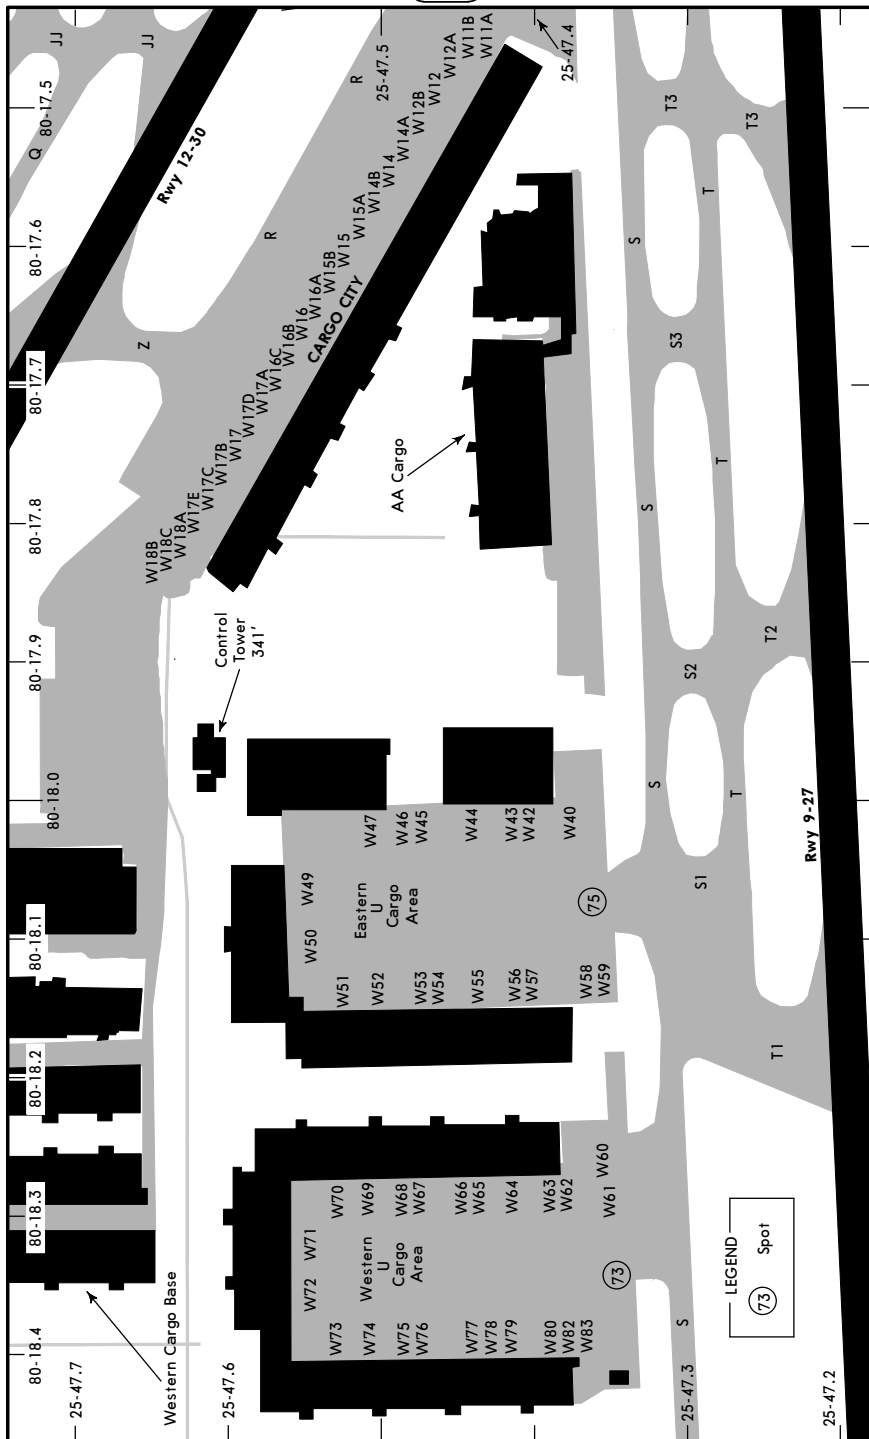 JJ
JJ
Q
80-17.5
Rwy 12-30
R
R
25-47.5
25-47.4
W11A
W11B
W12A
W12
W12B
W14A
W14
W14B
W15A
W15
W15B
W16A
W16
W16B
W16C
W17A
W17D
W17
W17B
W17C
W17E
W18A
W18C
W18B
CARGO CITY
80-17.6
Z
80-17.7
80-17.8
80-17.9
80-18.0
80-18.1
80-18.2
80-18.3
80-18.4
AA Cargo
Control
Tower
341'
T3
T3
T
S
S3
T
S
T2
S2
S
T
Rwy 9-27
S1
T1
S
W47
W46
W45
W44
W43
W42
W40
W49
W50
Eastern
U
Cargo
Area
75
W51
W52
W53
W54
W55
W56
W57
W58
W59
W60
W61
W70
W69
W68
W67
W66
W65
W64
W63
W62
W71
W72
Western
U
Cargo
Area
73
W73
W74
W75
W76
W77
W78
W79
W80
W82
W83
Western Cargo Base
25-47.7
25-47.6
25-47.3
25-47.2
LEGEND
73 Spot